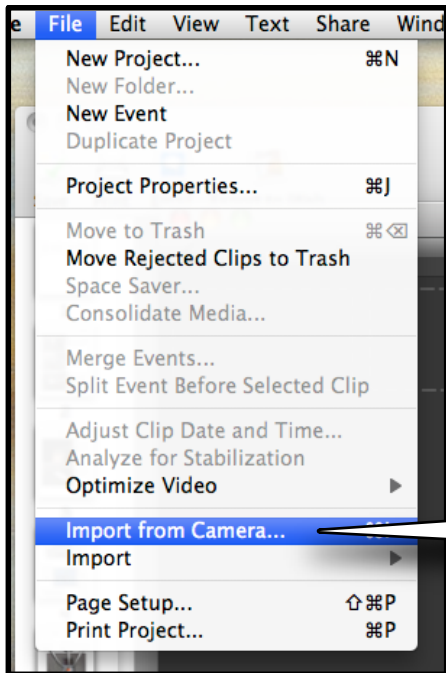 e File Edit View Text Share Wind
New Project... ⌘N
New Folder...
New Event
Duplicate Project
Project Properties... ⌘J
Move to Trash ⌘⌫
Move Rejected Clips to Trash
Space Saver...
Consolidate Media...
Merge Events...
Split Event Before Selected Clip
Adjust Clip Date and Time...
Analyze for Stabilization
Optimize Video ▶
Import from Camera...
Import ▶
Page Setup... ⇧⌘P
Print Project... ⌘P